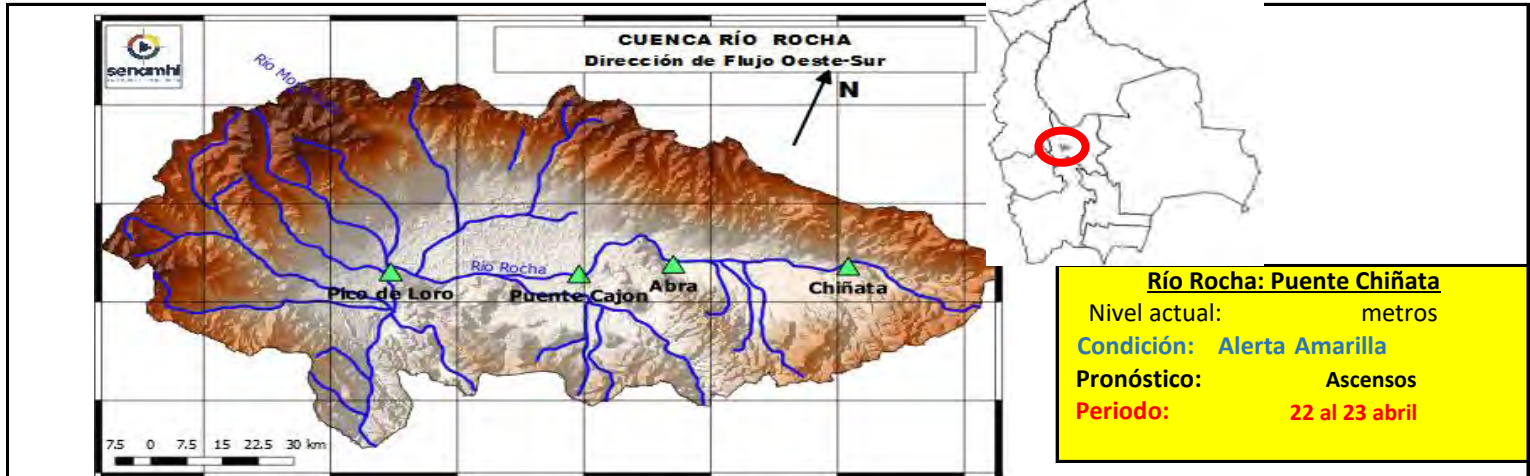 senamhi
CUENCA RÍO ROCHA
Dirección de Flujo Oeste-Sur
N
Río
Río Rocha
Pico de Loro
Puente Cajon
Abra
Chiñata
7.5 0 7.5 15 22.5 30 km
Río Rocha: Puente Chiñata
Nivel actual: metros
Condición: Alerta Amarilla
Pronóstico: Ascensos
Periodo: 22 al 23 abril